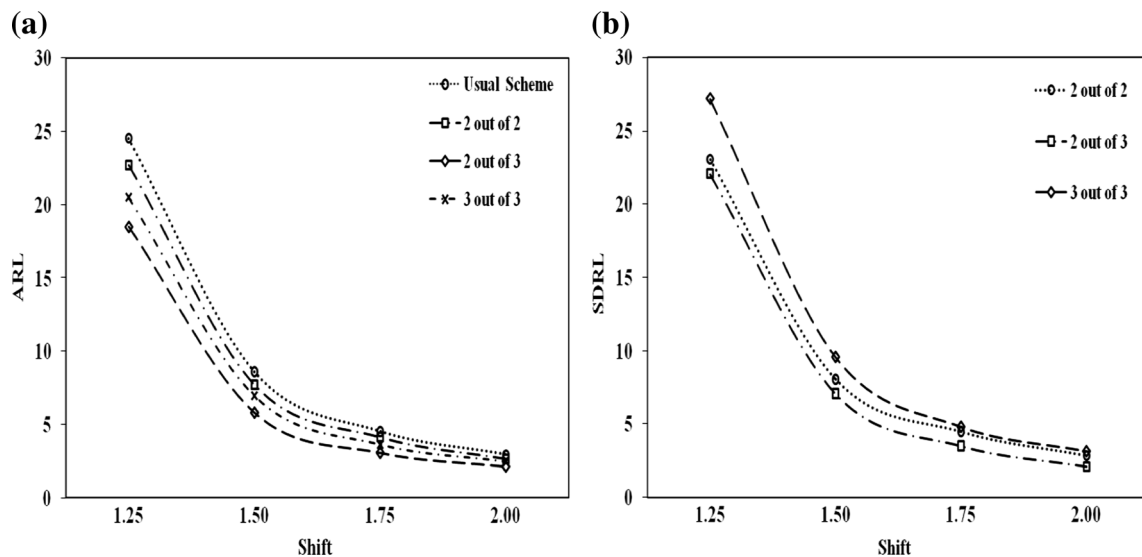 (a)
30
25
20
15
10
5
0
ARL
1.25 1.50 1.75 2.00
Shift
Usual Scheme
2 out of 2
2 out of 3
3 out of 3
(b)
30
25
20
15
10
5
0
SDRL
1.25 1.50 1.75 2.00
Shift
2 out of 2
2 out of 3
3 out of 3